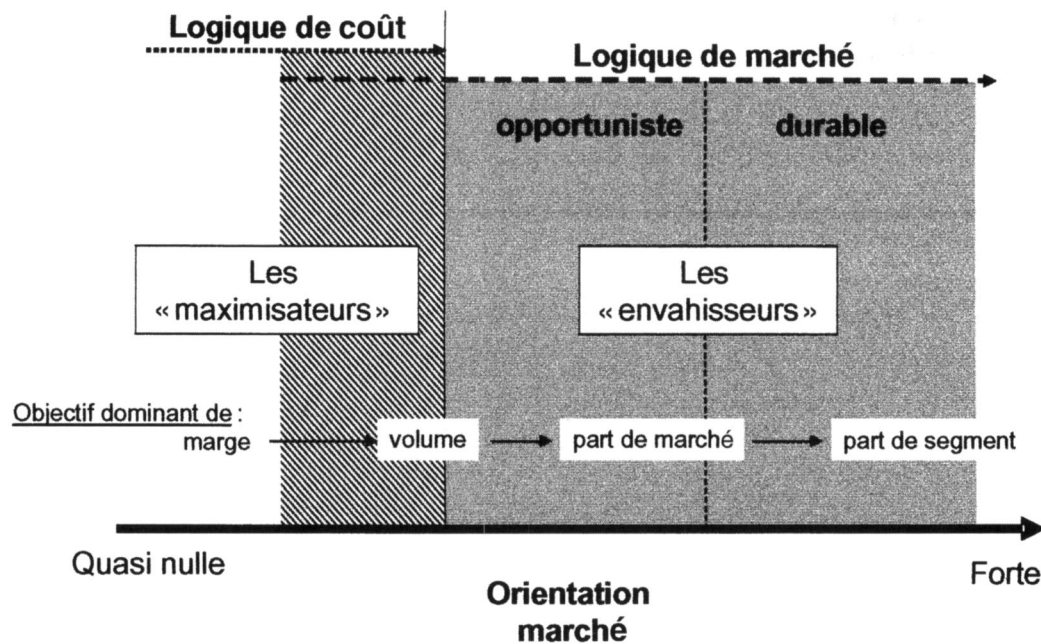 Logique de coût
Logique de marché
opportuniste
durable
Les
« maximisateurs »
Les
« envahisseurs »
Objectif dominant de :
marge
volume
part de marché
part de segment
Quasi nulle
Forte
Orientation
marché